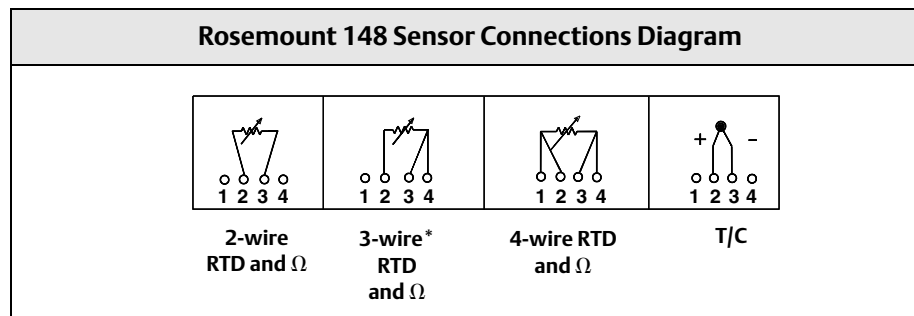 Rosemount 148 Sensor Connections Diagram
+ -
1 2 3 4
1 2 3 4
1 2 3 4
1 2 3 4
2-wire
RTD and Ω
3-wire*
RTD
and Ω
4-wire RTD
and Ω
T/C